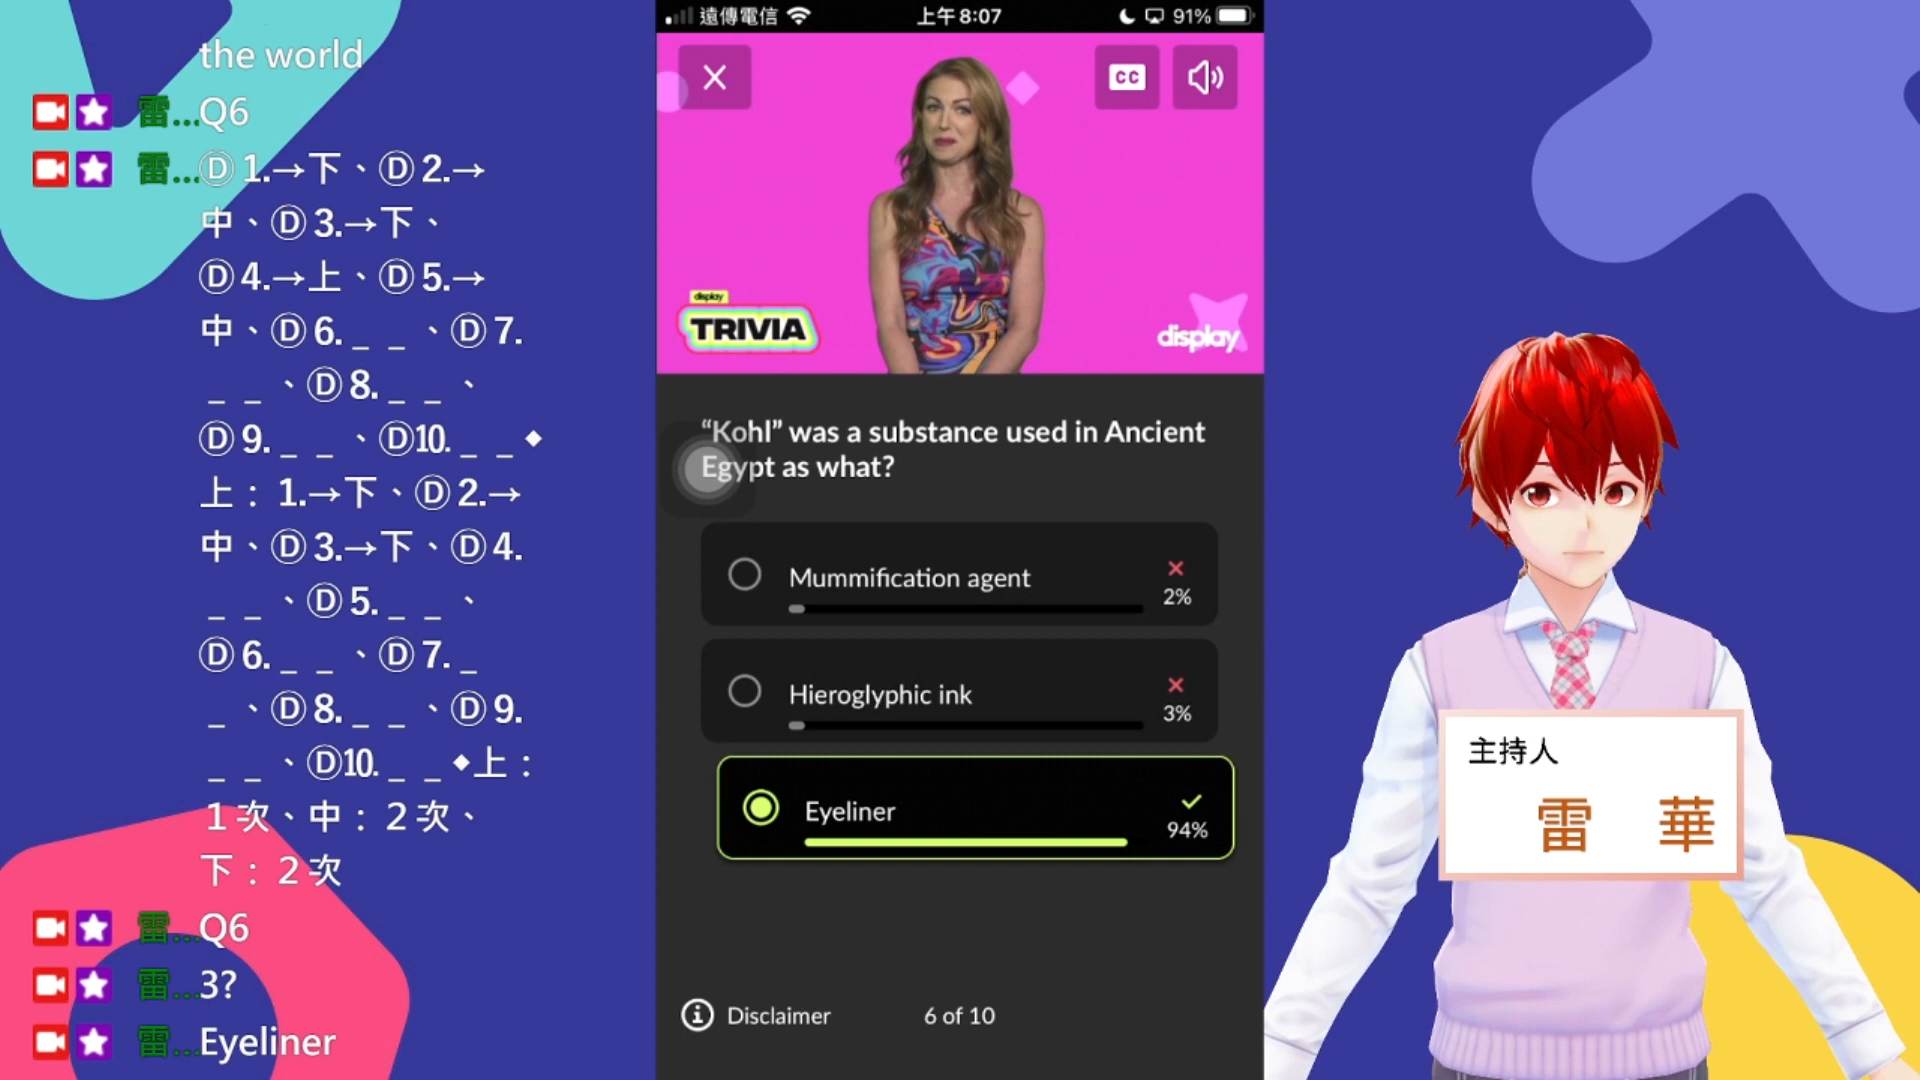 the world
雷...Q6
雷...Ⓓ1.→下、Ⓓ2.→
中、Ⓓ3.→下、
Ⓓ4.→上、Ⓓ5.→
中、Ⓓ6._ _ 、Ⓓ7.
_ _ 、Ⓓ8._ _ 、
Ⓓ9._ _ 、Ⓓ10._ _ ◆
上：1.→下、Ⓓ2.→
中、Ⓓ3.→下、Ⓓ4.
_ _ 、Ⓓ5._ _ 、
Ⓓ6._ _ 、Ⓓ7._
_ 、Ⓓ8._ _ 、Ⓓ9.
_ _ 、Ⓓ10._ _ ◆上：
１次、中：２次、
下：２次
雷...Q6
雷...3?
雷...Eyeliner
遠傳電信 上午8:07 91%
CC
display
TRIVIA
display
“Kohl” was a substance used in Ancient
Egypt as what?
Mummification agent
2%
Hieroglyphic ink
3%
Eyeliner
94%
Disclaimer 6 of 10
主持人
雷 華